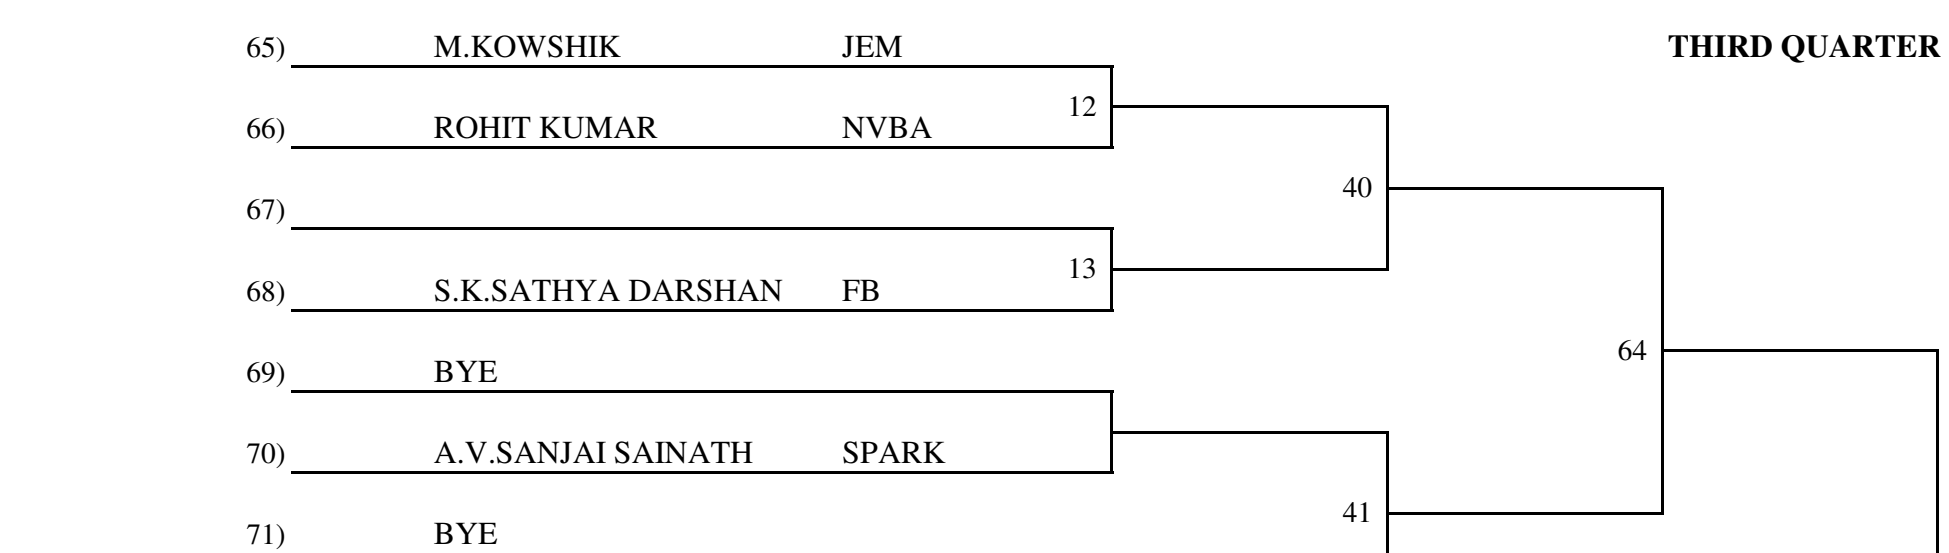 65) M.KOWSHIK JEM THIRD QUARTER
12
66) ROHIT KUMAR NVBA
40
67)
13
68) S.K.SATHYA DARSHAN FB
64
69) BYE
70) A.V.SANJAI SAINATH SPARK
41
71) BYE